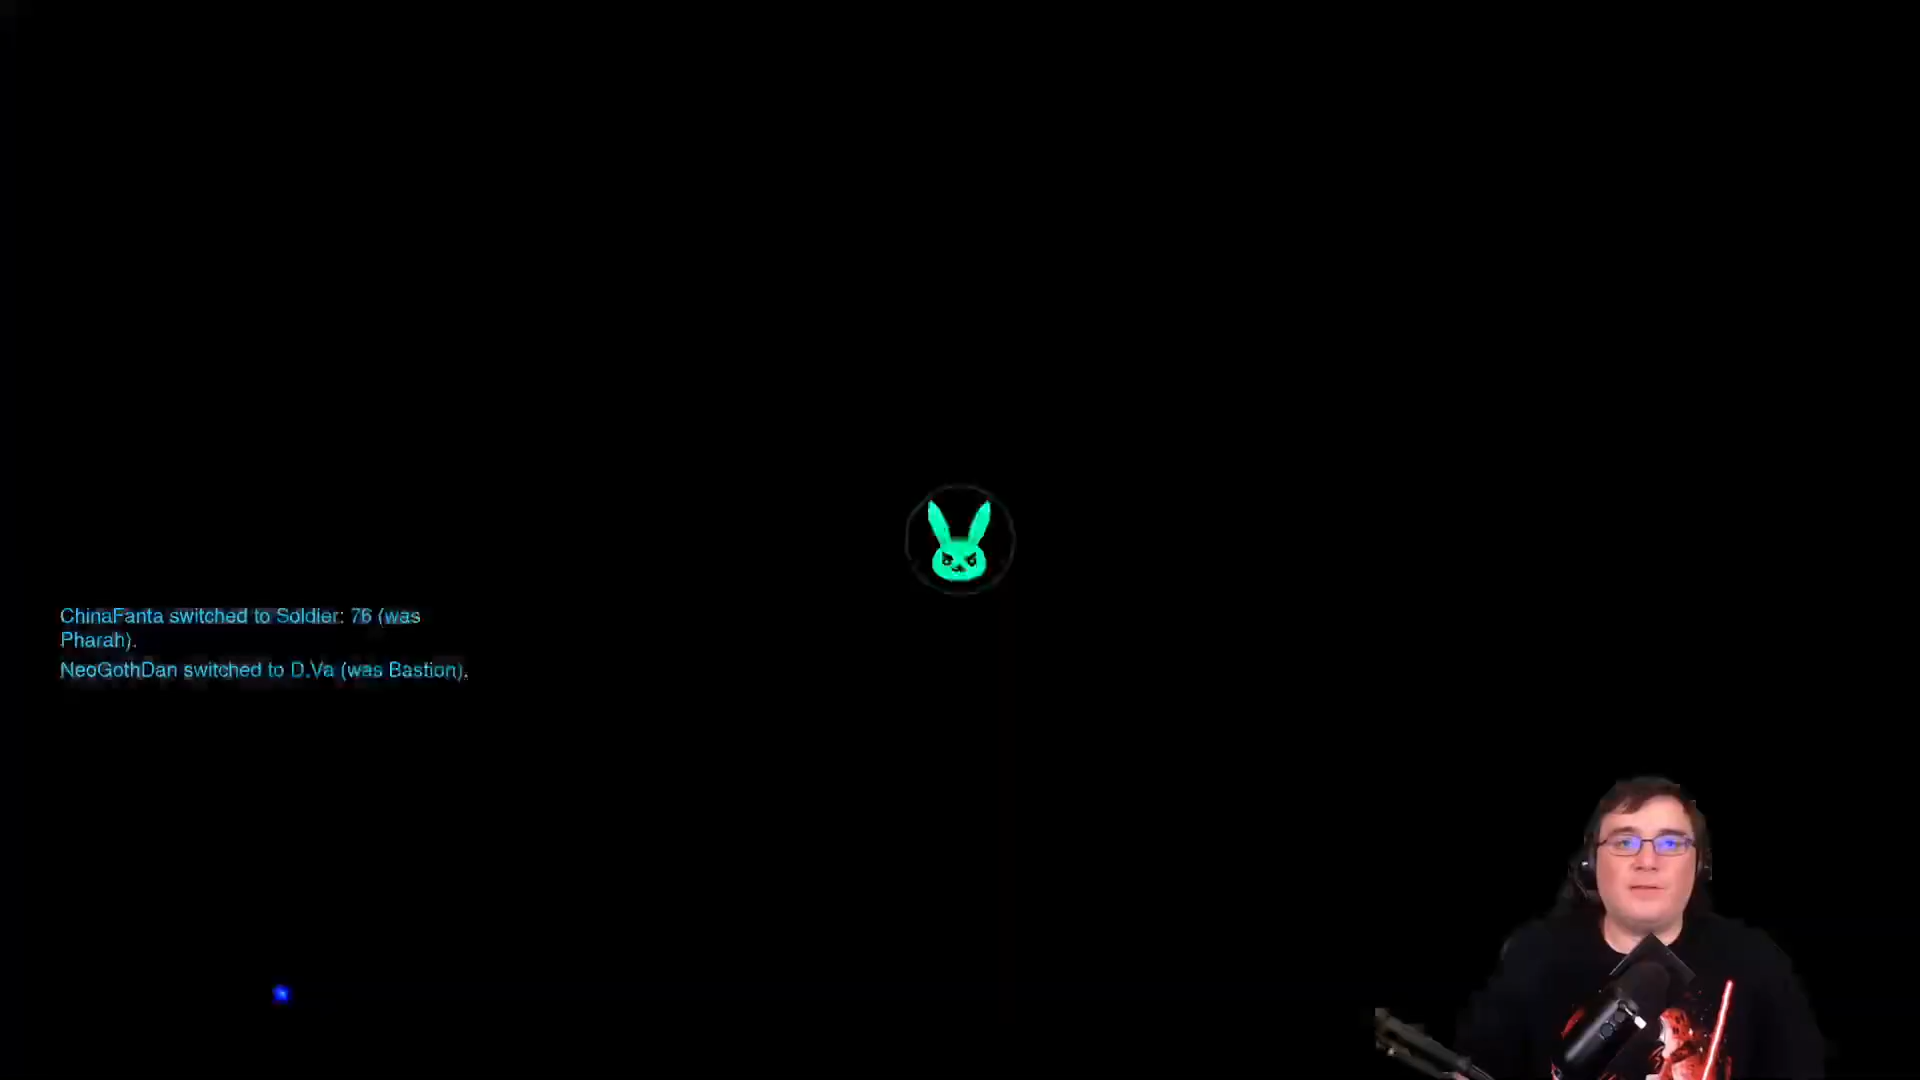 ChinaFanta switched to Soldier: 76 (was
Pharah).
NeoGothDan switched to D.Va (was Bastion).